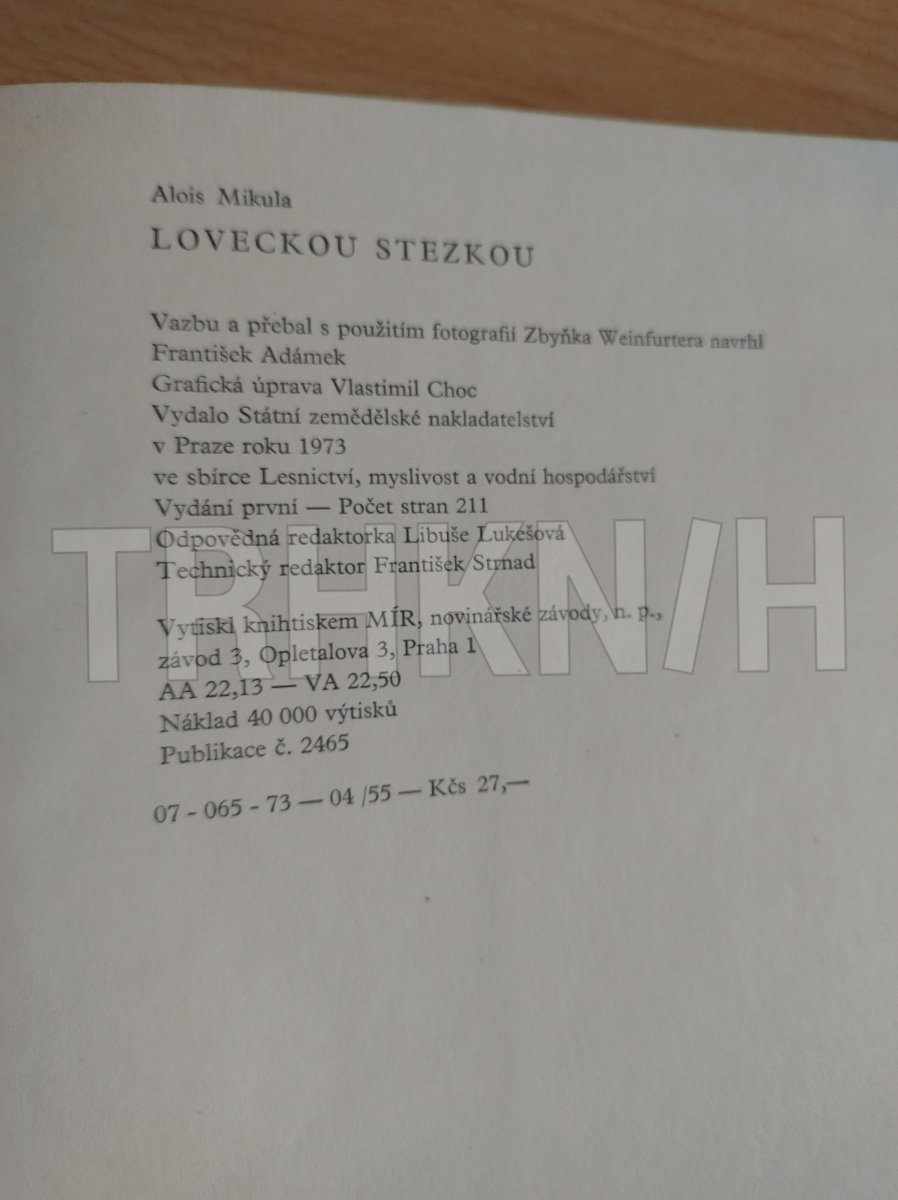 Alois Mikula
LOVECKOU STEZKOU
Vazbu a přebal s použitím fotografií Zbyňka Weinfurtera navrhl
František Adámek
Grafická úprava Vlastimil Choc
Vydalo Státní zemědělské nakladatelství
v Praze roku 1973
ve sbírce Lesnictví, myslivost a vodní hospodářství
Vydání první — Počet stran 211
Odpovědná redaktorka Libuše Lukéšová
Technický redaktor František Strnad
Vytiskl knihtiskem MÍR, novinářské závody, n. p.,
závod 3, Opletalova 3, Praha 1
AA 22,13 — VA 22,50
Náklad 40 000 výtisků
Publikace č. 2465
07 - 065 - 73 — 04 /55 — Kčs 27,—
TRHKN/H